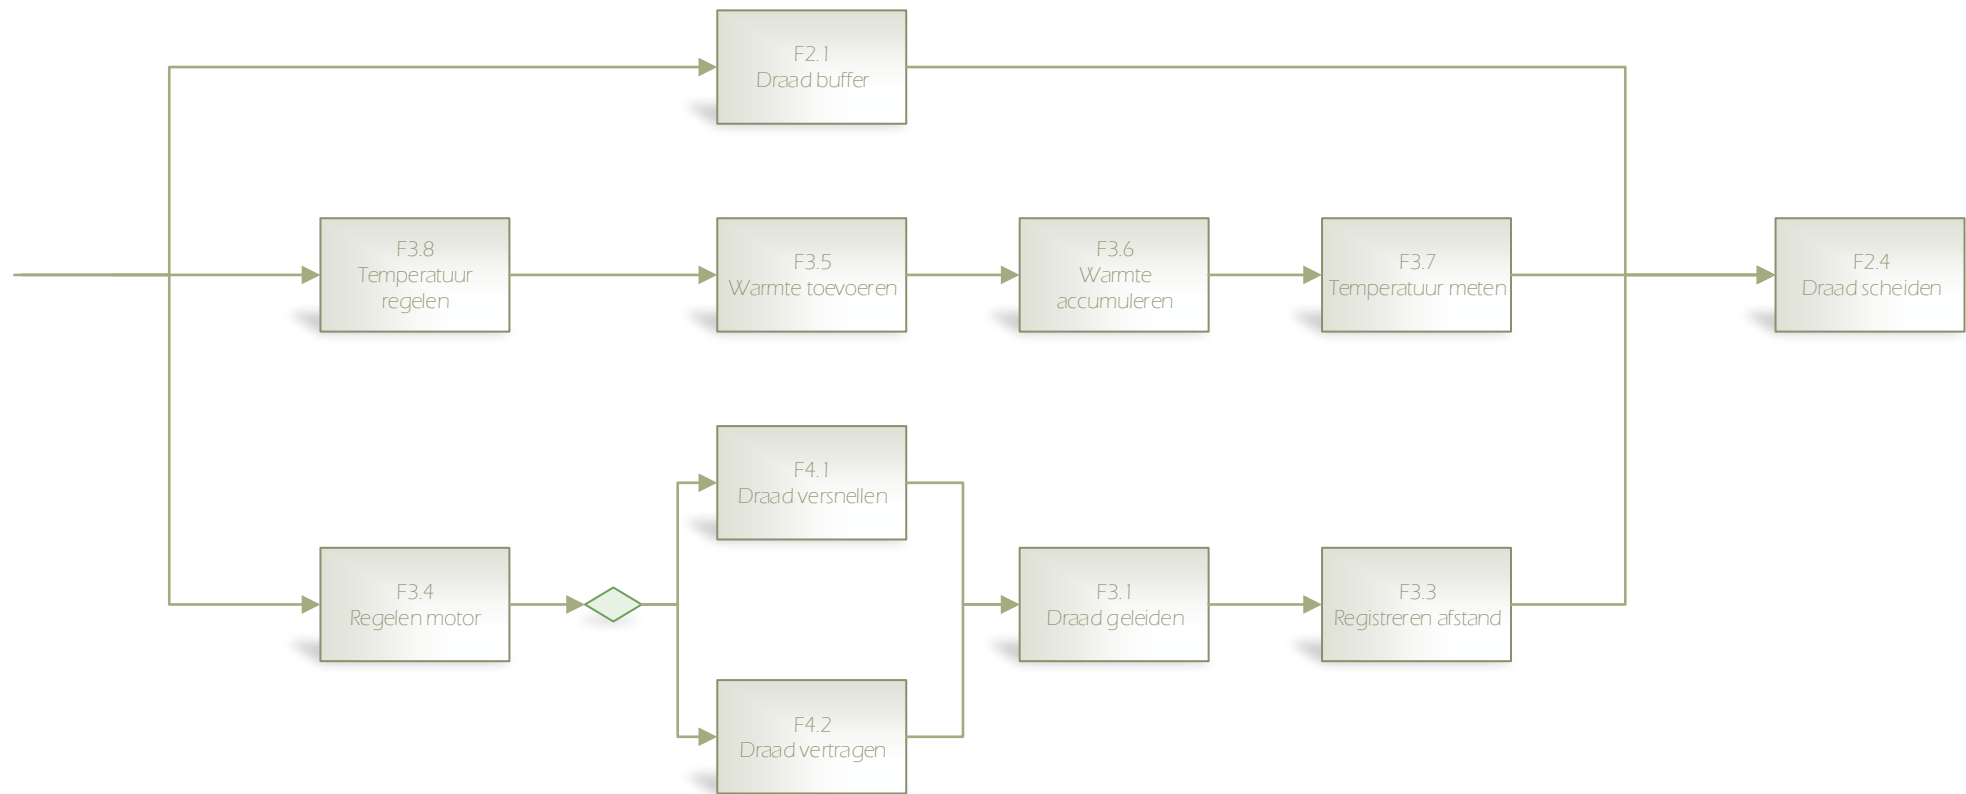 F2.1
Draad buffer
F3.8
Temperatuur
regelen
F3.5
Warmte toevoeren
F3.6
Warmte
accumuleren
F3.7
Temperatuur meten
F2.4
Draad scheiden
F4.1
Draad versnellen
F3.4
Regelen motor
F3.1
Draad geleiden
F3.3
Registreren afstand
F4.2
Draad vertragen